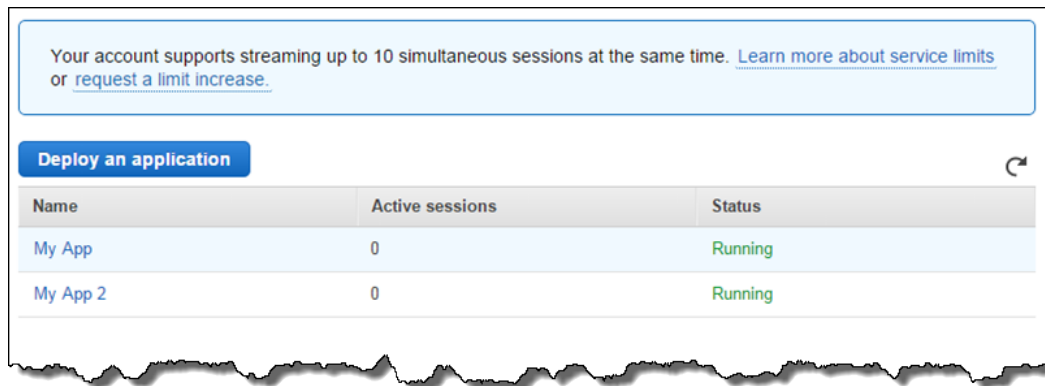 Your account supports streaming up to 10 simultaneous sessions at the same time. Learn more about service limits
or request a limit increase.
Deploy an application
Name Active sessions Status
My App 0 Running
My App 2 0 Running